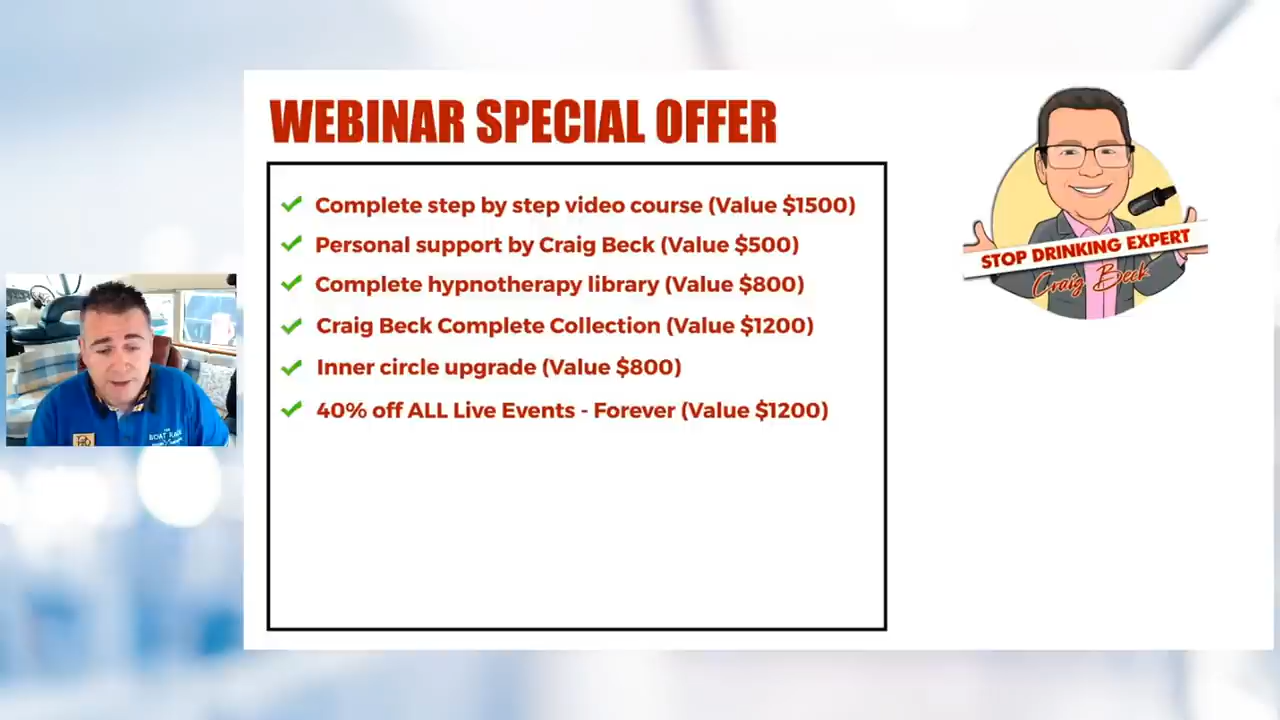 WEBINAR SPECIAL OFFER
Complete step by step video course (Value $1500)
Personal support by Craig Beck (Value $500)
Complete hypnotherapy library (Value $800)
Craig Beck Complete Collection (Value $1200)
Inner circle upgrade (Value $800)
40% off ALL Live Events - Forever (Value $1200)
STOP DRINKING EXPERT
Craig Beck
BOAT RACE